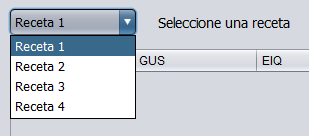 Receta 1 Seleccione una receta
Receta 1
Receta 2
Receta 3
Receta 4
GUS EIQ